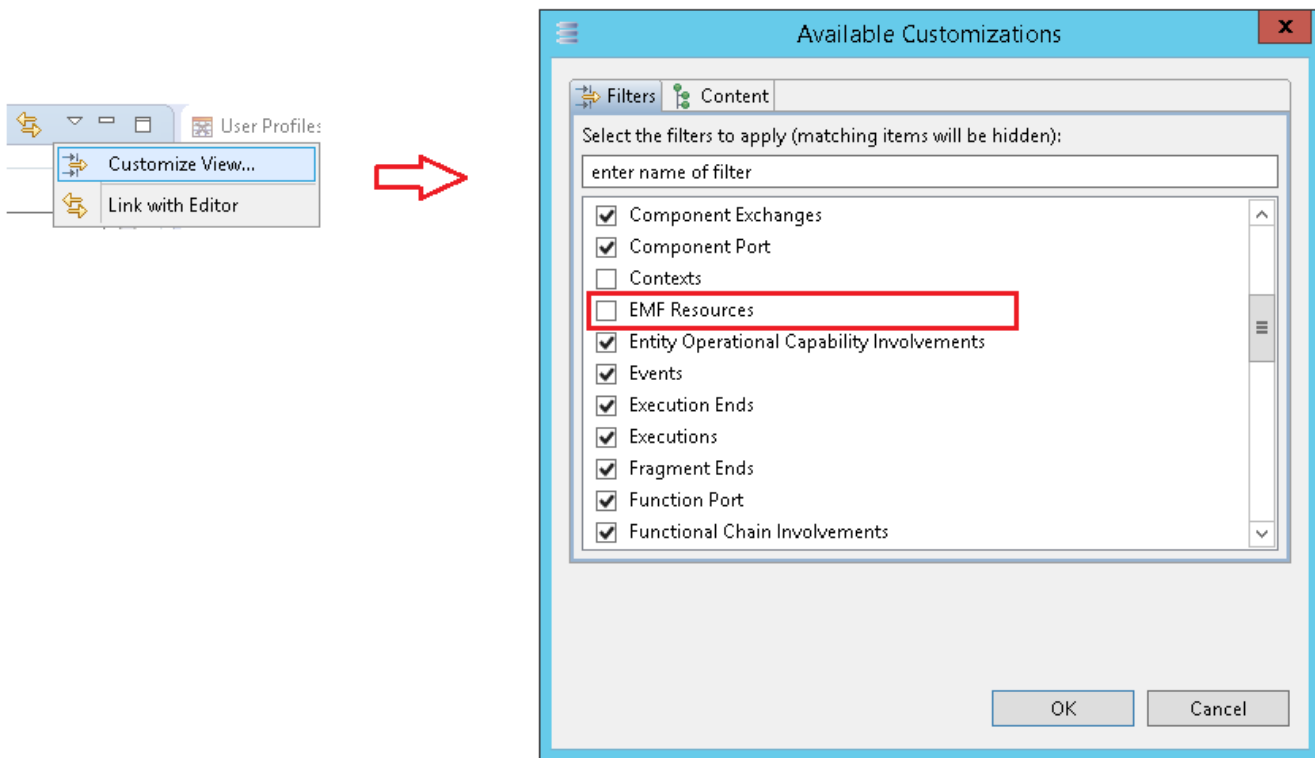 User Profiles
Customize View...
Link with Editor
Available Customizations
x
Filters
Content
Select the filters to apply (matching items will be hidden):
enter name of filter
Component Exchanges
Component Port
Contexts
EMF Resources
Entity Operational Capability Involvements
Events
Execution Ends
Executions
Fragment Ends
Function Port
Functional Chain Involvements
OK
Cancel